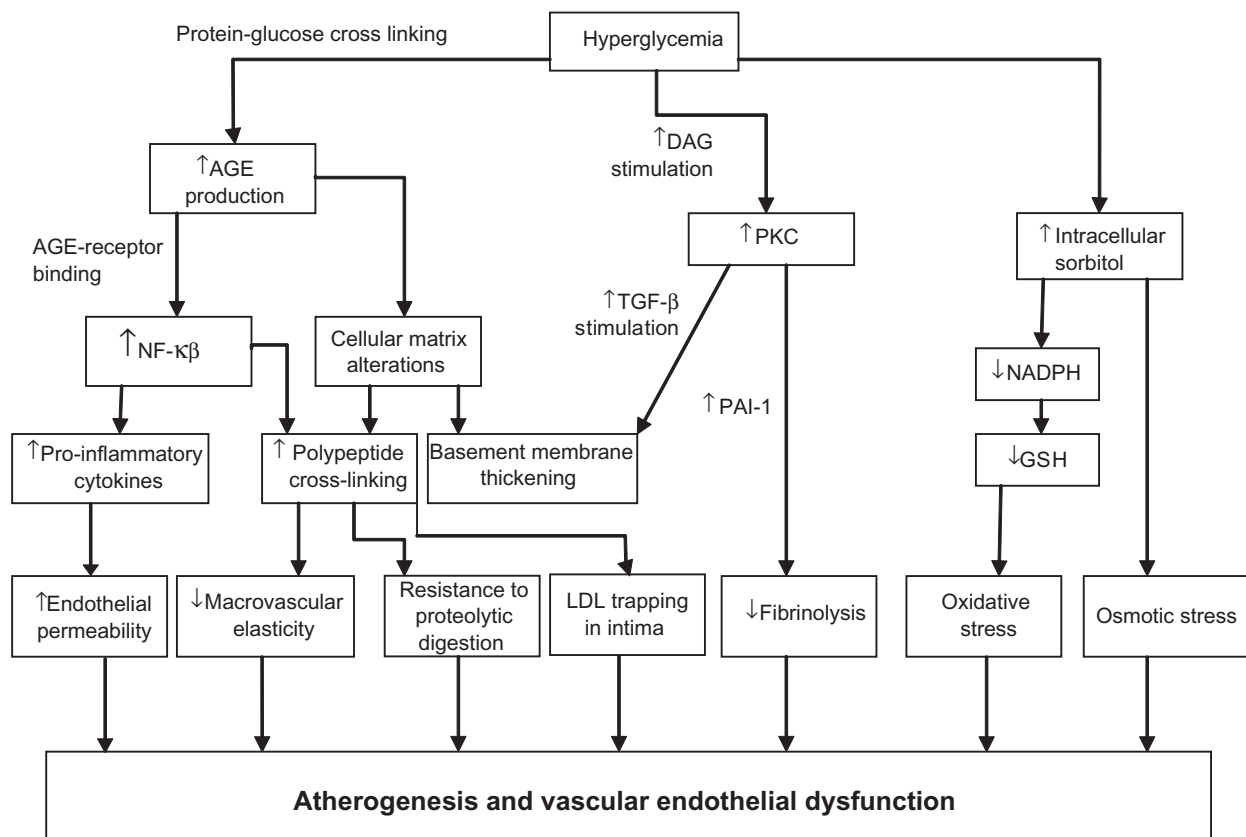 Protein-glucose cross linking
Hyperglycemia
↑DAG
stimulation
↑AGE
production
AGE-receptor
binding
↑PKC
↑Intracellular
sorbitol
↑TGF-β
stimulation
↑NF-κβ
Cellular matrix
alterations
↓NADPH
↑PAI-1
↑Pro-inflammatory
cytokines
↑ Polypeptide
cross-linking
Basement membrane
thickening
↓GSH
↑Endothelial
permeability
↓Macrovascular
elasticity
Resistance to
proteolytic
digestion
LDL trapping
in intima
↓Fibrinolysis
Oxidative
stress
Osmotic stress
Atherogenesis and vascular endothelial dysfunction